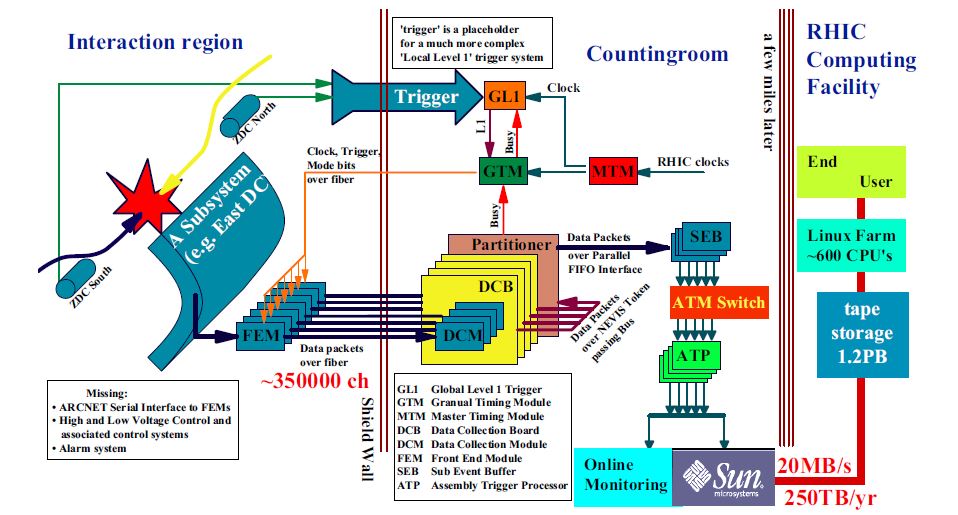 Interaction region
'trigger' is a placeholder
for a much more complex
'Local Level 1' trigger system
Countingroom
a few miles later
RHIC
Computing
Facility
Trigger
GL1
Clock
ZDC North
L1
Busy
Clock, Trigger,
Mode bits
over fiber
GTM
MTM
RHIC clocks
End
User
A Subsystem
(e.g. East DC)
Busy
Partitioner
Data Packets
over Parallel
FIFO Interface
SEB
Linux Farm
~600 CPU's
ZDC South
DCB
ATM Switch
tape
storage
1.2PB
FEM
DCM
Data Packets
over NEVIS Token
passing Bus
ATP
Data packets
over fiber
~350000 ch
Missing:
• ARCNET Serial Interface to FEMs
• High and Low Voltage Control and
associated control systems
• Alarm system
Shield Wall
GL1 Global Level 1 Trigger
GTM Granual Timing Module
MTM Master Timing Module
DCB Data Collection Board
DCM Data Collection Module
FEM Front End Module
SEB Sub Event Buffer
ATP Assembly Trigger Processor
Online
Monitoring
Sun
microsystems
20MB/s
250TB/yr